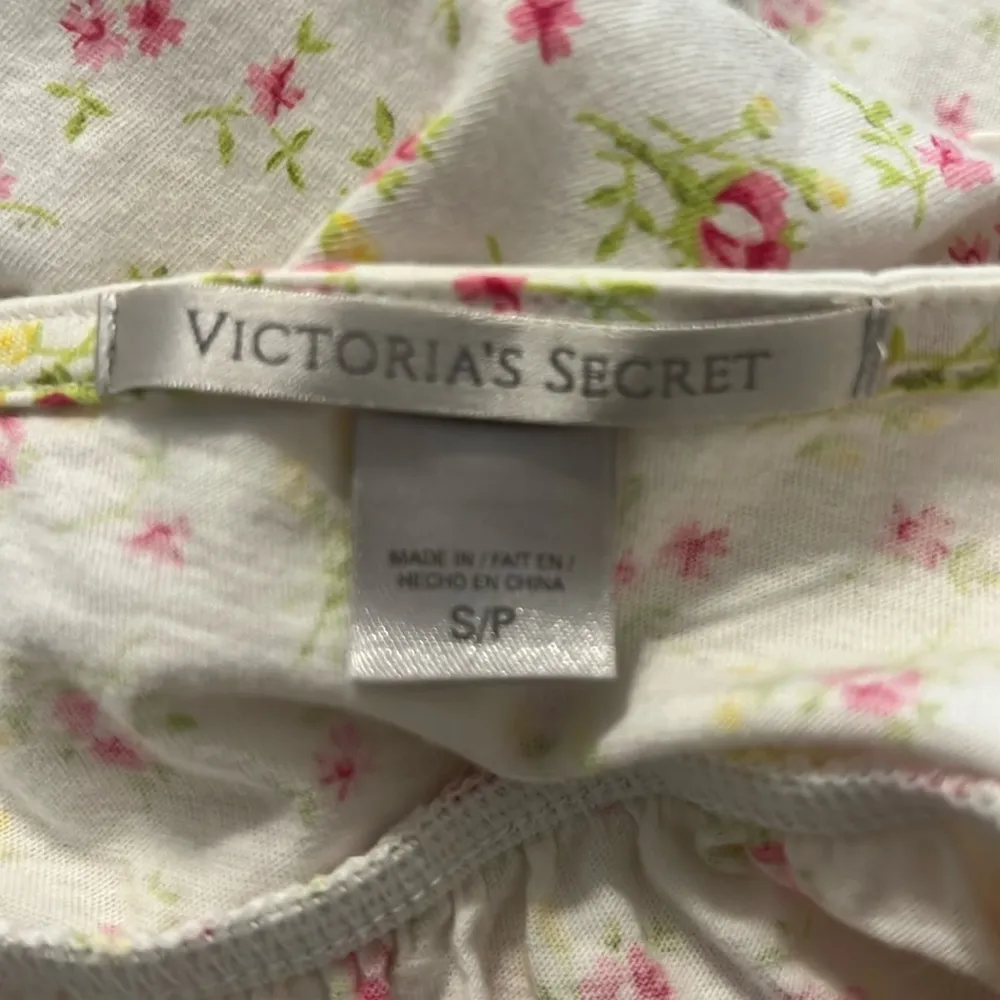 VICTORIA'S SECRET
MADE IN / FAIT EN /
HECHO EN CHINA
S/P